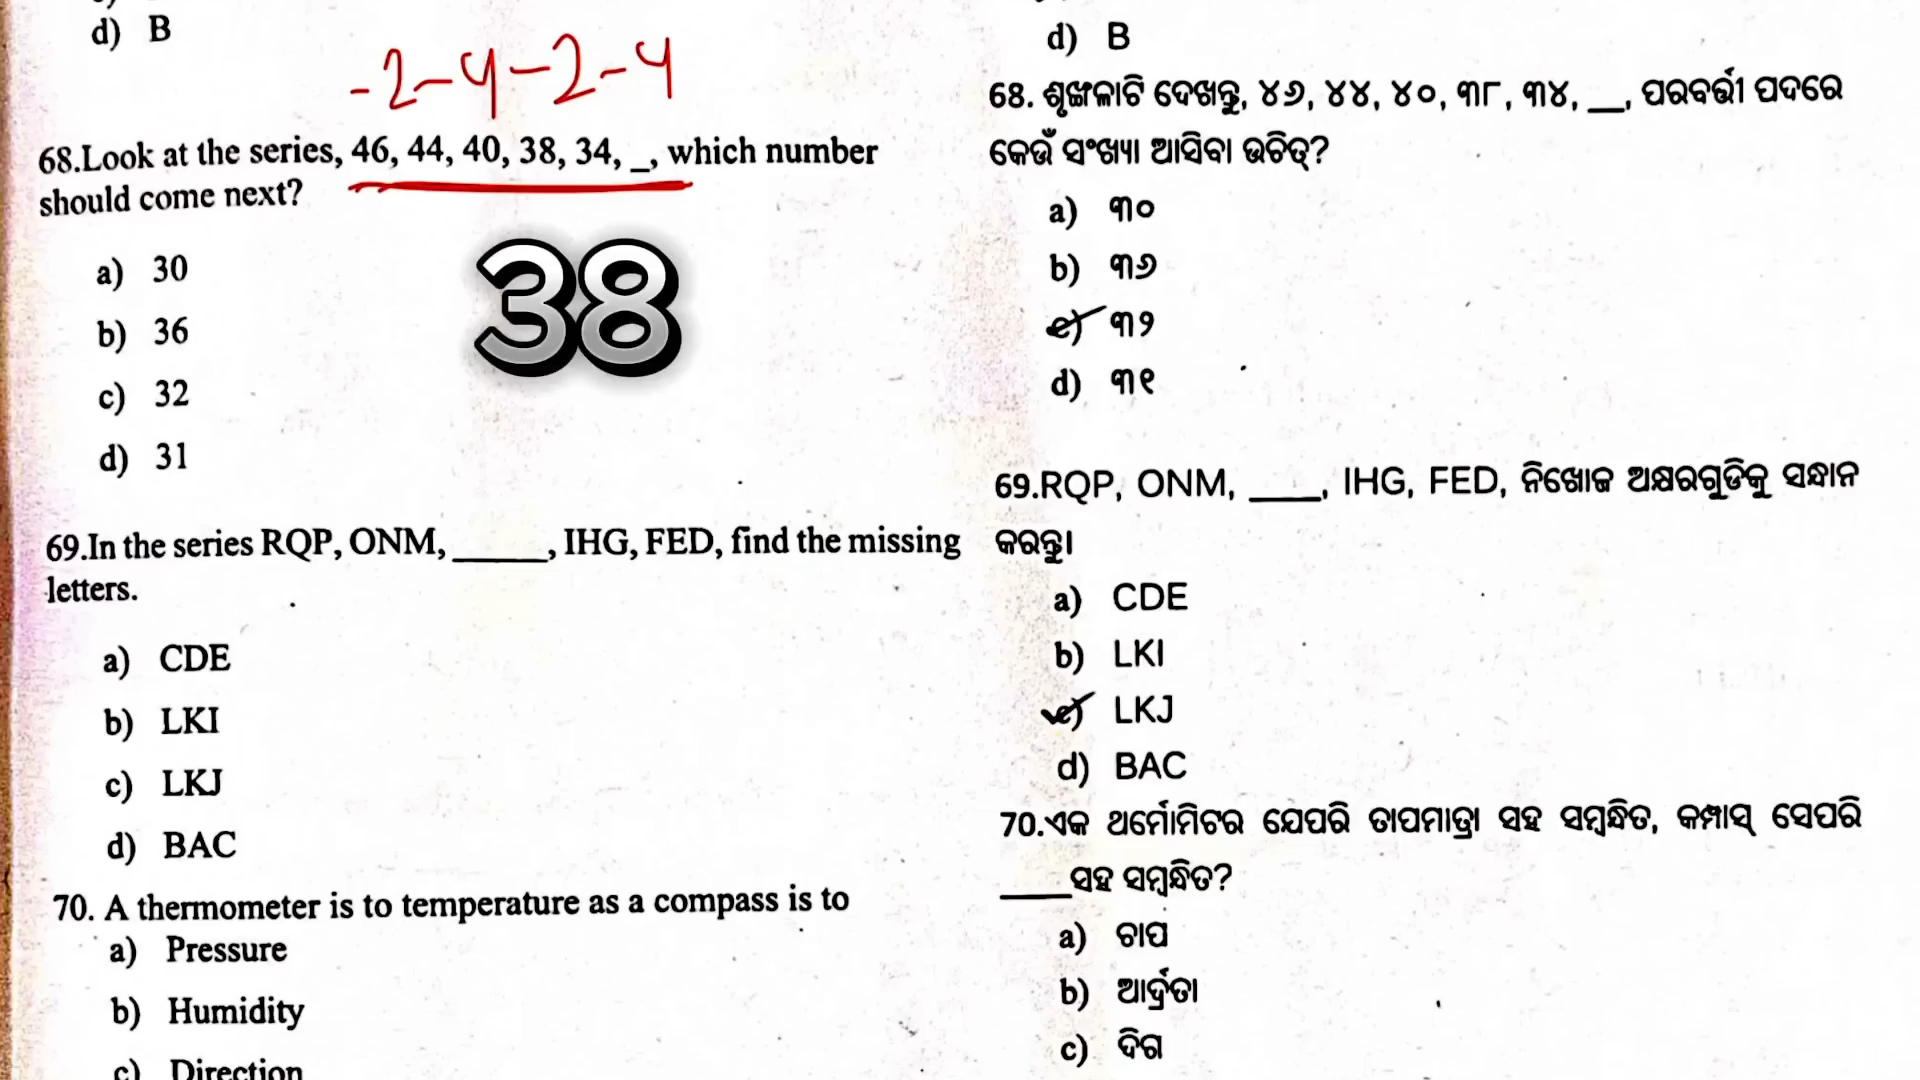 d) B
-2-4-2-4
68.Look at the series, 46, 44, 40, 38, 34, _, which number
should come next?
38
a) 30
b) 36
c) 32
d) 31
69.In the series RQP, ONM, _____, IHG, FED, find the missing
letters.
a) CDE
b) LKI
c) LKJ
d) BAC
70. A thermometer is to temperature as a compass is to
a) Pressure
b) Humidity
c) Direction
d) B
68. ଶୃଙ୍ଖଳାଟି ଦେଖନ୍ତୁ, ୪୬, ୪୪, ୪୦, ୩୮, ୩୪, __, ପରବର୍ତ୍ତୀ ପଦରେ
କେଉଁ ସଂଖ୍ୟା ଆସିବା ଉଚିତ୍?
a) ୩୦
b) ୩୬
c) ୩୨
d) ୩୧
69.RQP, ONM, ____, IHG, FED, ନିଖୋଜ ଅକ୍ଷରଗୁଡିକୁ ସନ୍ଧାନ
କରନ୍ତୁ।
a) CDE
b) LKI
c) LKJ
d) BAC
70.ଏକ ଥର୍ମୋମିଟର ଯେପରି ତାପମାତ୍ରା ସହ ସମ୍ବନ୍ଧିତ, କମ୍ପାସ୍ ସେପରି
____ସହ ସମ୍ବନ୍ଧିତ?
a) ଚାପ
b) ଆର୍ଦ୍ରତା
c) ଦିଗ